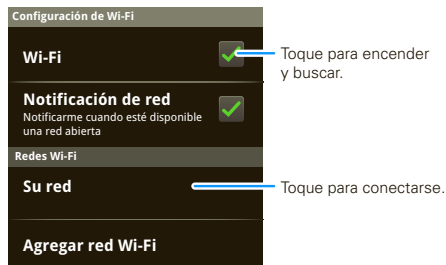 Configuración de Wi-Fi
Wi-Fi
Toque para encender
y buscar.
Notificación de red
Notificarme cuando esté disponible
una red abierta
Redes Wi-Fi
Su red
Toque para conectarse.
Agregar red Wi-Fi